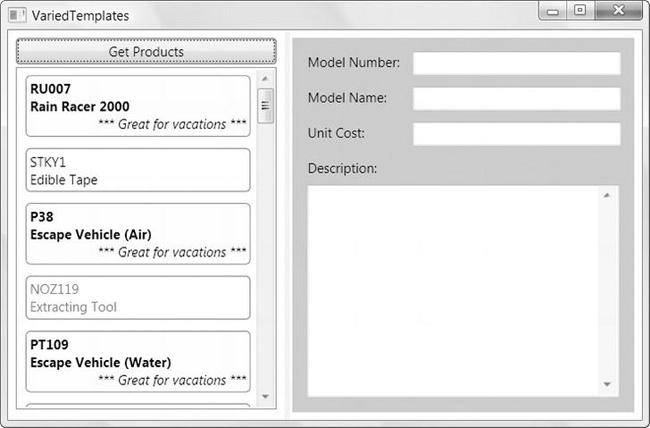 VariedTemplates
Get Products
RU007
Rain Racer 2000
*** Great for vacations ***
STKY1
Edible Tape
P38
Escape Vehicle (Air)
*** Great for vacations ***
NOZ119
Extracting Tool
PT109
Escape Vehicle (Water)
*** Great for vacations ***
Model Number:
Model Name:
Unit Cost:
Description: